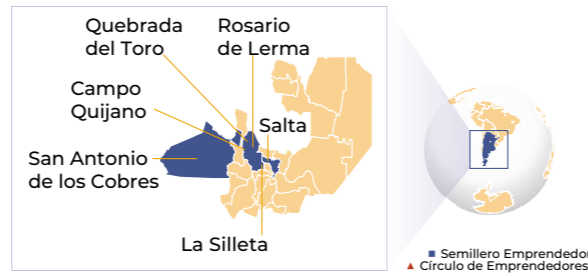 Quebrada
del Toro
Rosario
de Lerma
Campo
Quijano
Salta
San Antonio
de los Cobres
La Silleta
Semillero Emprendedor
Círculo de Emprendedores